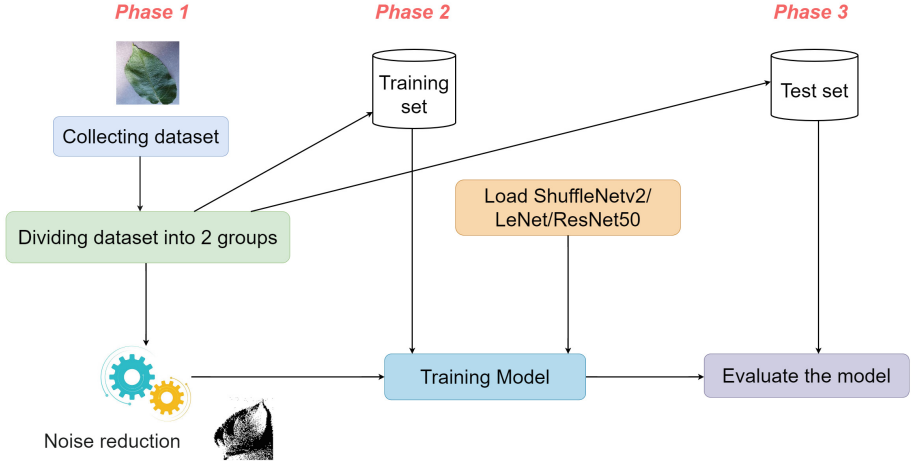 Phase 1
Phase 2
Phase 3
Training
set
Test set
Collecting dataset
Load ShuffleNetv2/
LeNet/ResNet50
Dividing dataset into 2 groups
Training Model
Evaluate the model
Noise reduction